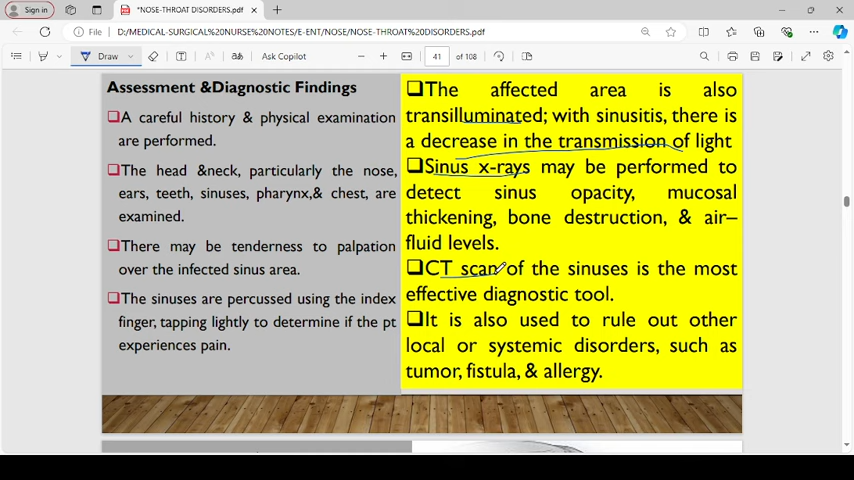 Sign in
*NOSE-THROAT DISORDERS.pdf
File
D:/MEDICAL-SURGICAL%20NURSE%20NOTES/E-ENT/NOSE/NOSE-THROAT%20DISORDERS.pdf
Draw
Ask Copilot
41 of 108
Assessment &Diagnostic Findings
❑A careful history & physical examination
are performed.
❑The head &neck, particularly the nose,
ears, teeth, sinuses, pharynx,& chest, are
examined.
❑There may be tenderness to palpation
over the infected sinus area.
❑The sinuses are percussed using the index
finger, tapping lightly to determine if the pt
experiences pain.
❑The affected area is also
transilluminated; with sinusitis, there is
a decrease in the transmission of light
❑Sinus x-rays may be performed to
detect sinus opacity, mucosal
thickening, bone destruction, & air–
fluid levels.
❑CT scan of the sinuses is the most
effective diagnostic tool.
❑It is also used to rule out other
local or systemic disorders, such as
tumor, fistula, & allergy.